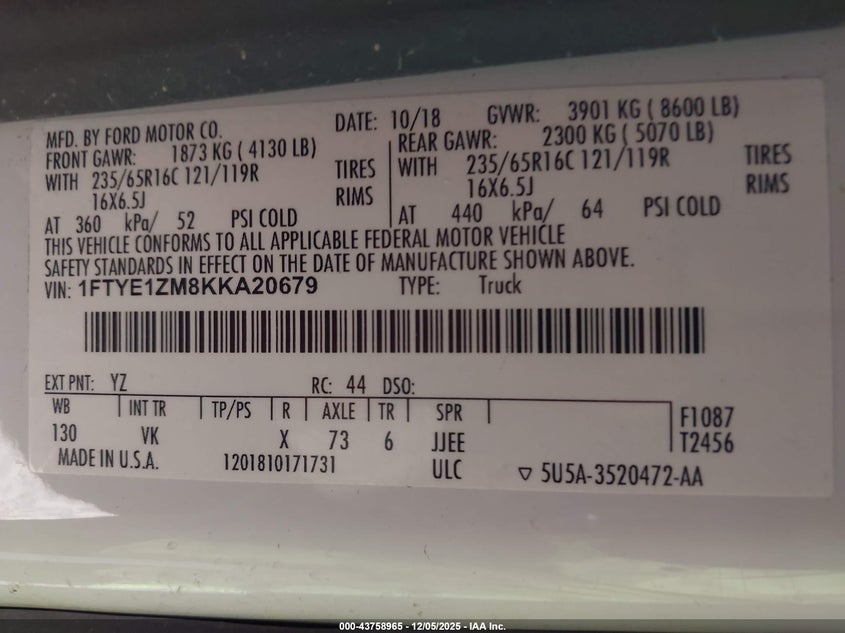 MFD. BY FORD MOTOR CO.
DATE: 10/18
GVWR: 3901 KG ( 8600 LB)
FRONT GAWR: 1873 KG ( 4130 LB)
WITH 235/65R16C 121/119R TIRES
16X6.5J RIMS
AT 360 kPa/ 52 PSI COLD
REAR GAWR: 2300 KG ( 5070 LB)
WITH 235/65R16C 121/119R TIRES
16X6.5J RIMS
AT 440 kPa/ 64 PSI COLD
THIS VEHICLE CONFORMS TO ALL APPLICABLE FEDERAL MOTOR VEHICLE
SAFETY STANDARDS IN EFFECT ON THE DATE OF MANUFACTURE SHOWN ABOVE.
VIN: 1FTYE1ZM8KKA20679 TYPE: Truck
EXT PNT: YZ RC: 44 DSO:
WB INT TR TP/PS R AXLE TR SPR F1087
130 VK X 73 6 JJEE T2456
MADE IN U.S.A. 1201810171731 ULC ▽ 5U5A-3520472-AA
000-43758965 - 12/05/2025 - IAA Inc.